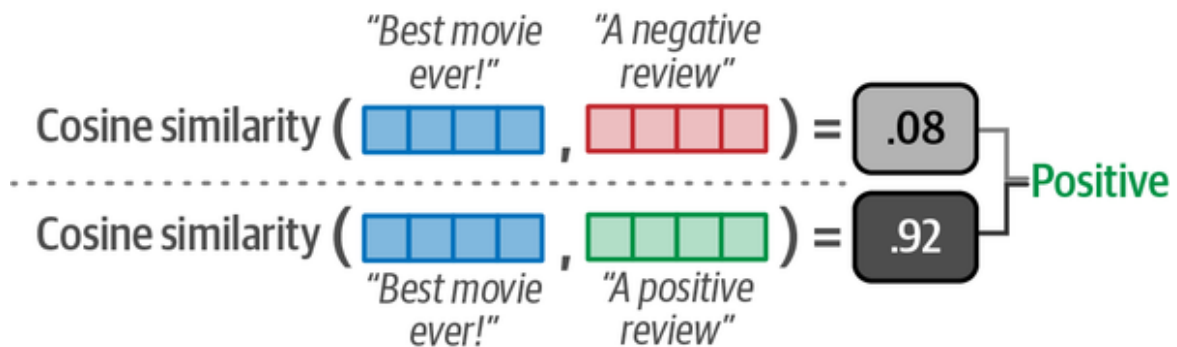 “Best movie ever!”
“A negative review”
Cosine similarity ( , ) = .08
Positive
Cosine similarity ( , ) = .92
“Best movie ever!”
“A positive review”